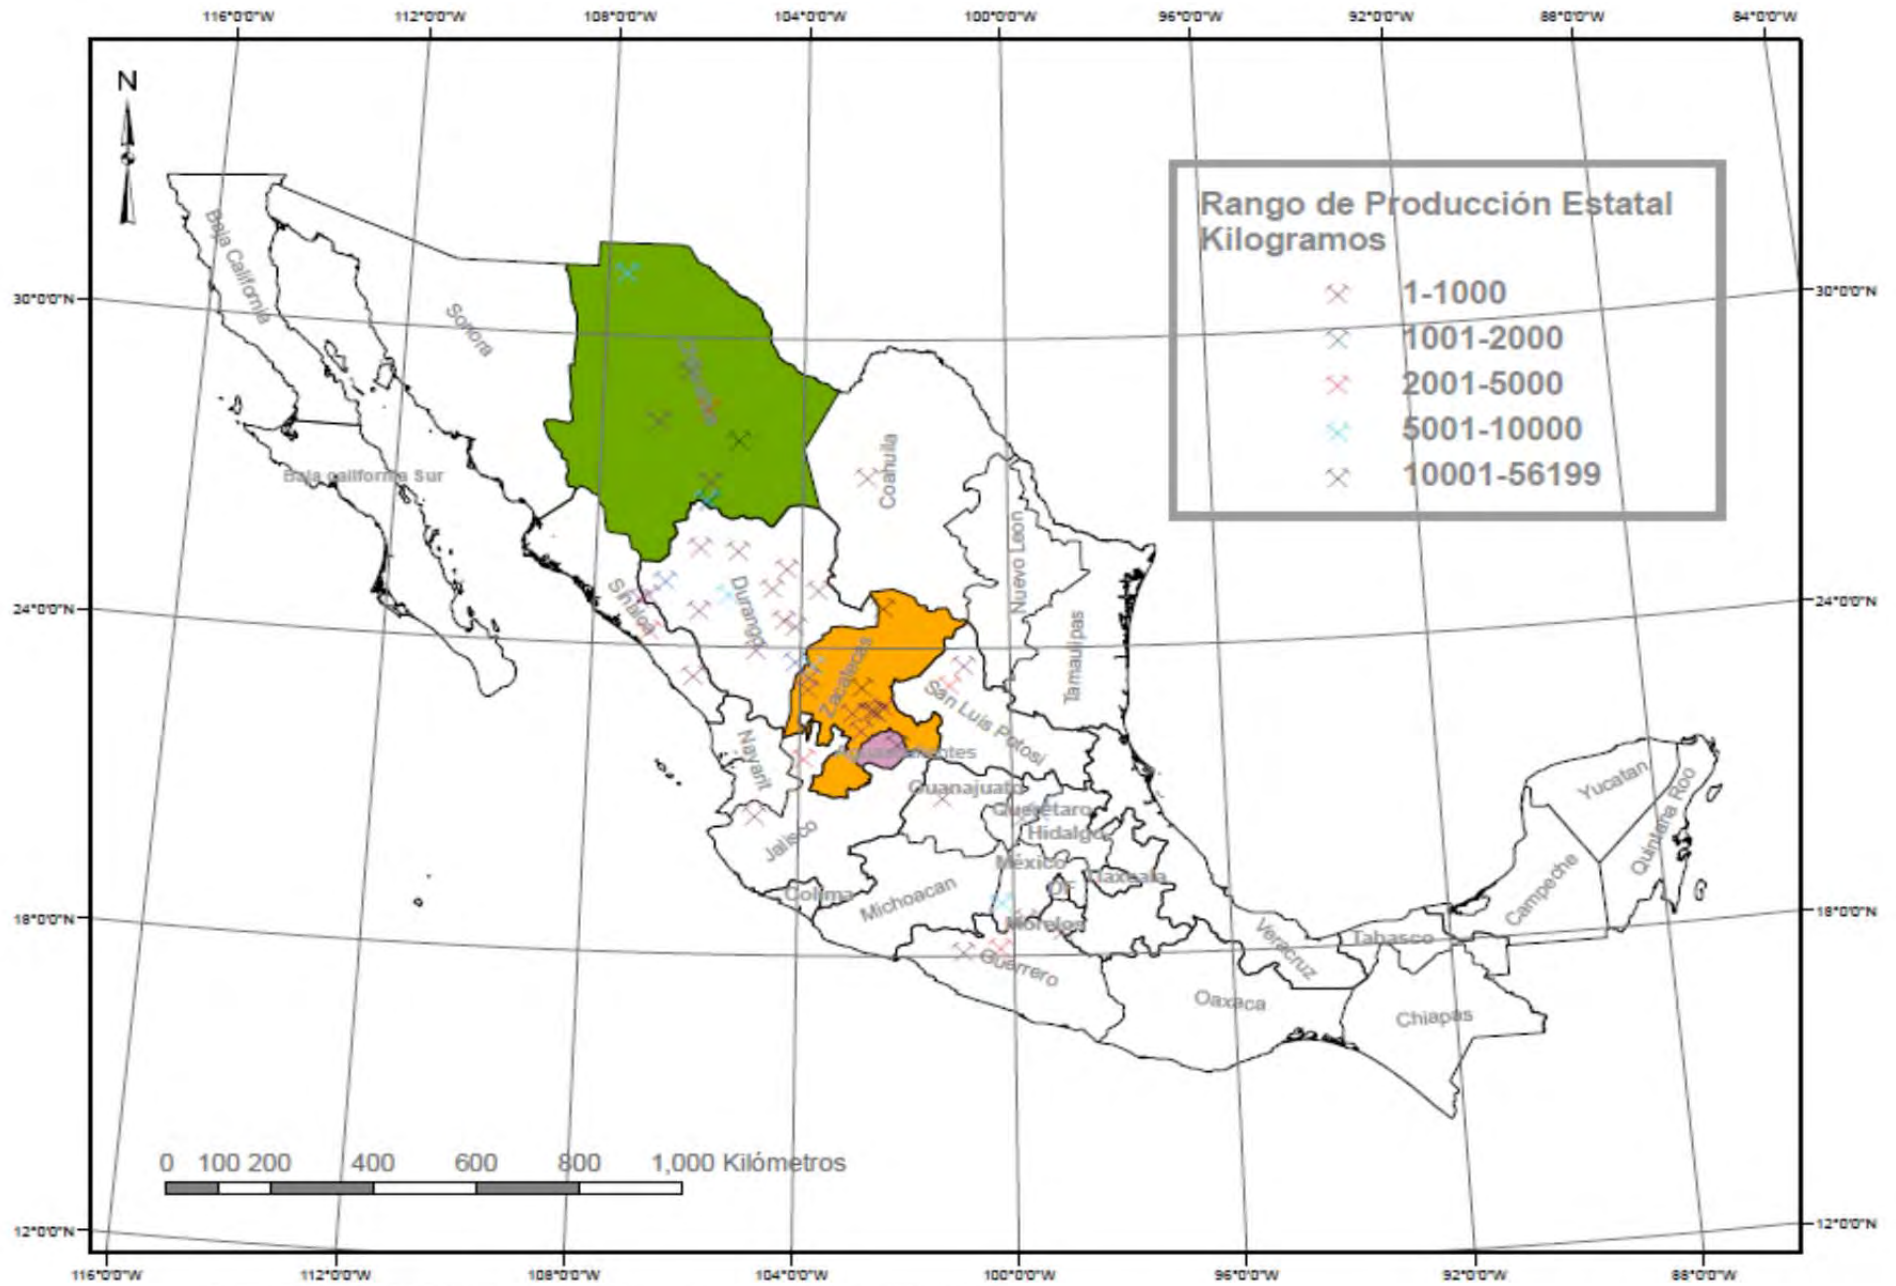 116°0'0"W 112°0'0"W 108°0'0"W 104°0'0"W 100°0'0"W 96°0'0"W 92°0'0"W 88°0'0"W 84°0'0"W
N
Rango de Producción Estatal
Kilogramos
1-1000
1001-2000
2001-5000
5001-10000
10001-56199
30°0'0"N
30°0'0"N
Baja California
Sonora
Chihuahua
Coahuila
Baja california Sur
Nuevo Leon
Tamaulipas
24°0'0"N
24°0'0"N
Sinaloa
Durango
Zacatecas
San Luis Potosi
Nayarit
Aguascalientes
Guanajuato
Querétaro
Hidalgo
Jalisco
México
DF
Tlaxcala
Colima
Michoacan
Morelos
Guerrero
Veracruz
Tabasco
Campeche
Yucatan
Quintana Roo
Oaxaca
Chiapas
18°0'0"N
18°0'0"N
0 100 200 400 600 800 1,000 Kilómetros
12°0'0"N
12°0'0"N
116°0'0"W 112°0'0"W 108°0'0"W 104°0'0"W 100°0'0"W 96°0'0"W 92°0'0"W 88°0'0"W